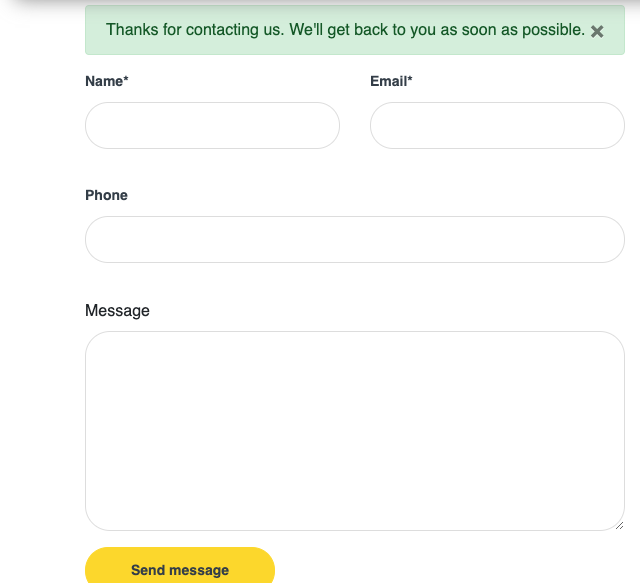 Thanks for contacting us. We'll get back to you as soon as possible. ×
Name* Email*
Phone
Message
Send message